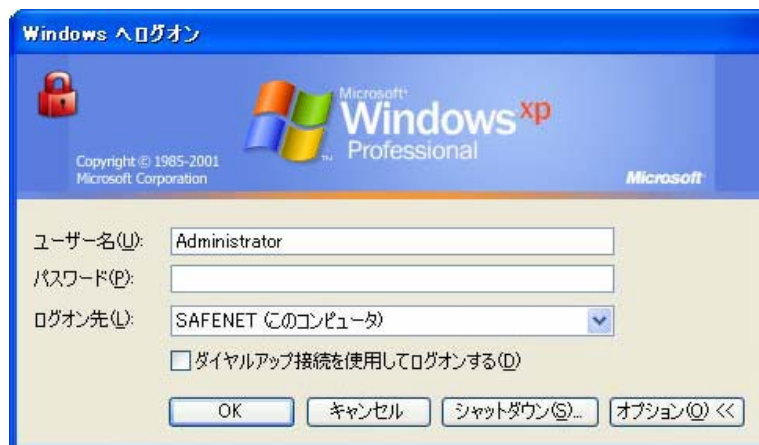 Windows へログオン
Microsoft®
Windows xp
Professional
Copyright © 1985-2001
Microsoft Corporation
Microsoft
ユーザー名(U):
Administrator
パスワード(P):
ログオン先(L):
SAFENET (このコンピュータ)
ダイヤルアップ接続を使用してログオンする(D)
OK
キャンセル
シャットダウン(S)...
オプション(O) <<